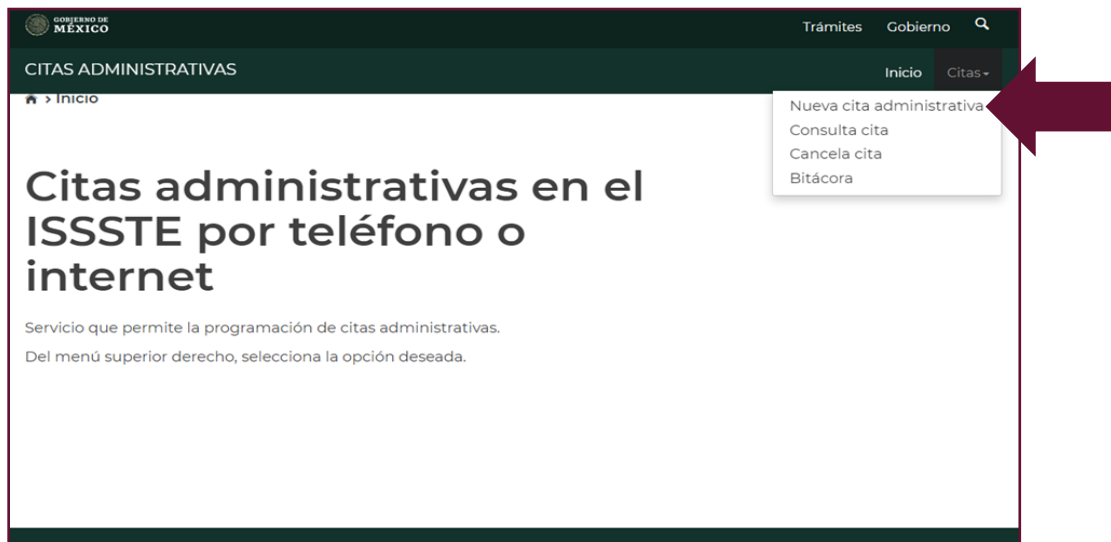 GOBIERNO DE
MÉXICO
Trámites Gobierno
CITAS ADMINISTRATIVAS
Inicio Citas
> Inicio
Nueva cita administrativa
Consulta cita
Cancela cita
Bitácora
Citas administrativas en el
ISSSTE por teléfono o
internet
Servicio que permite la programación de citas administrativas.
Del menú superior derecho, selecciona la opción deseada.